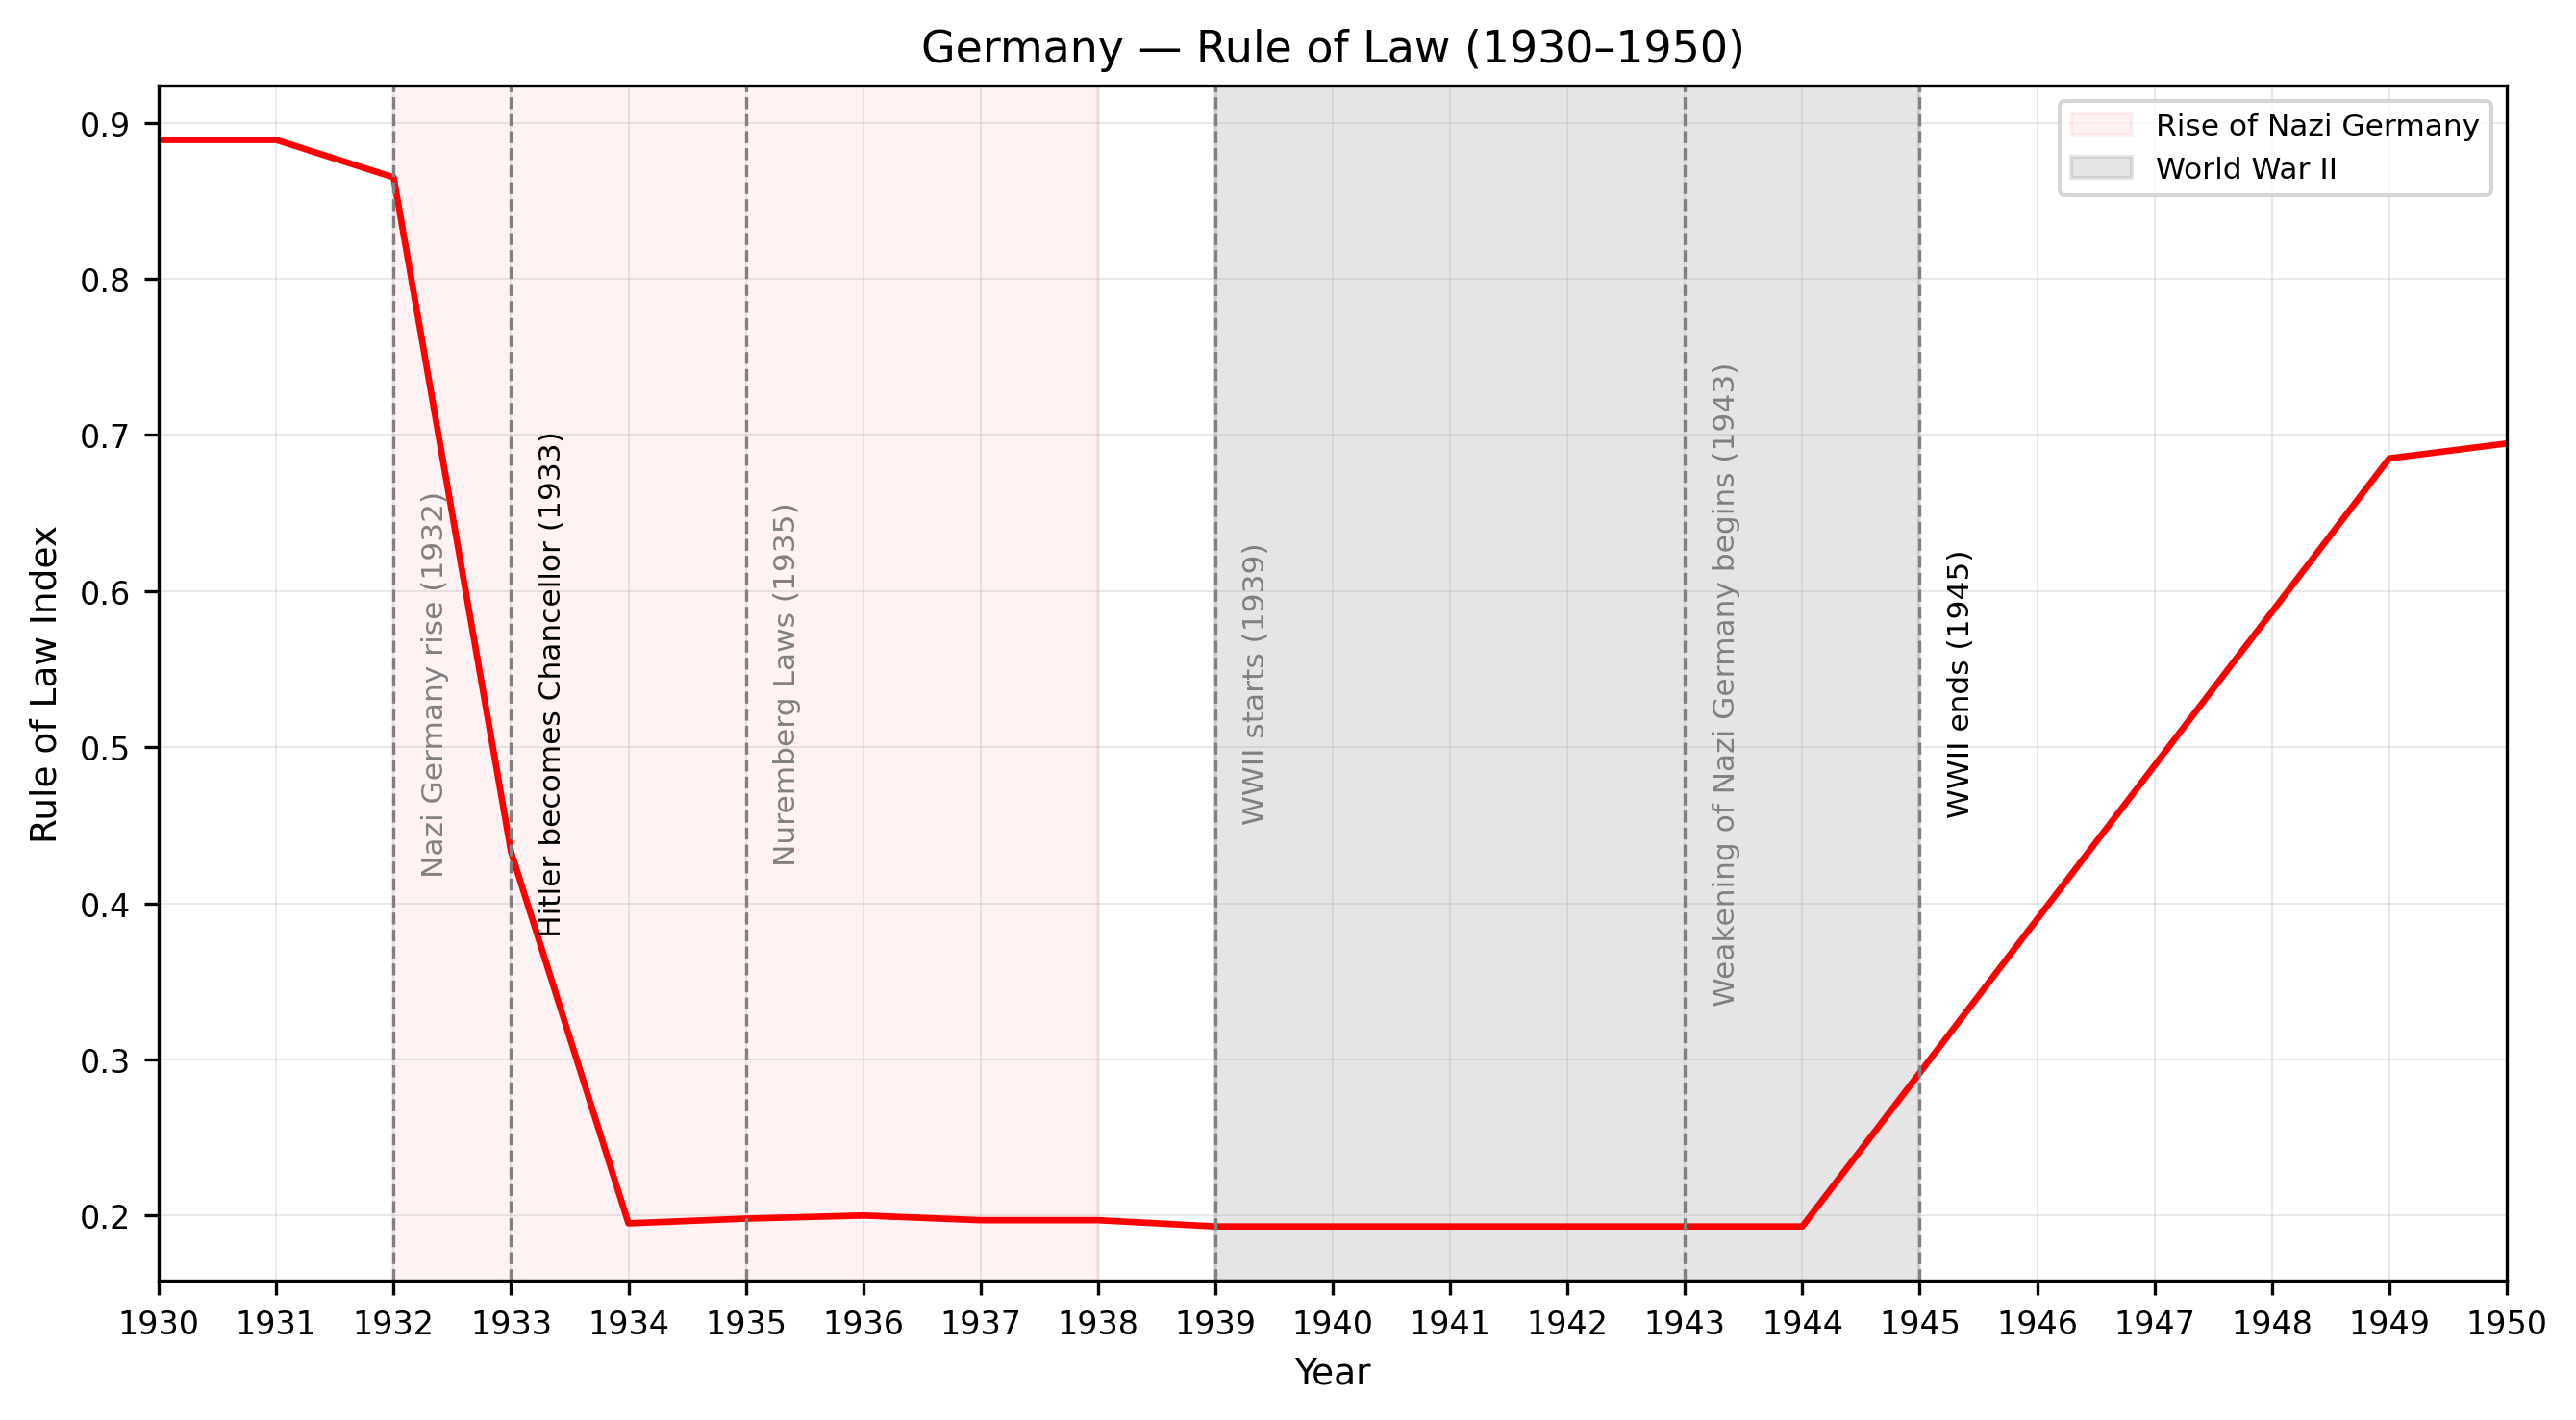 Germany — Rule of Law (1930–1950)
Rise of Nazi Germany
World War II
Rule of Law Index
0.9
0.8
0.7
0.6
0.5
0.4
0.3
0.2
Nazi Germany rise (1932)
Hitler becomes Chancellor (1933)
Nuremberg Laws (1935)
WWII starts (1939)
Weakening of Nazi Germany begins (1943)
WWII ends (1945)
1930 1931 1932 1933 1934 1935 1936 1937 1938 1939 1940 1941 1942 1943 1944 1945 1946 1947 1948 1949 1950
Year